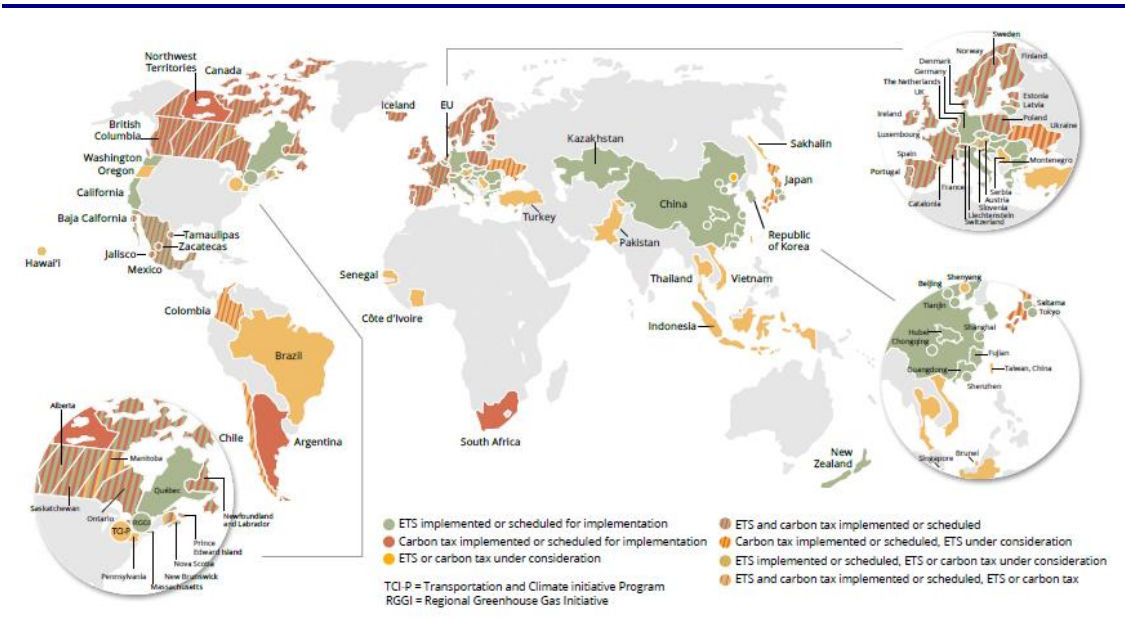 Northwest
Territories
Canada
British
Columbia
Washington
Oregon
California
Baja Calfornia
Tamaulipas
Zacatecas
Jalisco
Mexico
Hawai'i
Colombia
Brazil
Chile
Argentina
Iceland
EU
Kazakhstan
China
Turkey
Pakistan
Sakhalin
Japan
Republic
of Korea
Thailand
Vietnam
Indonesia
Senegal
Côte d'Ivoire
South Africa
New
Zealand
Sweden
Norway
Finland
Denmark
Germany
The Netherlands
UK
Estonia
Latvia
Poland
Ukraine
Ireland
Luxembourg
Spain
Portugal
France
Catalonia
Montenegro
Serbia
Austria
Slovenia
Liechtenstein
Switzerland
Shenyang
Beijing
Tianjin
Saitama
Tokyo
Hubei
Shanghai
Chongqing
Fujian
Guangdong
Taiwan, China
Shenzhen
Singapore
Brunei
Alberta
Manitoba
Québec
Saskatchewan
Ontario
TCI-P
RGGI
Newfoundland
and Labrador
Prince
Edward Island
Nova Scotia
New Brunswick
Pennsylvania
Massachusetts
ETS implemented or scheduled for implementation
Carbon tax implemented or scheduled for implementation
ETS or carbon tax under consideration
TCI-P = Transportation and Climate initiative Program
RGGI = Regional Greenhouse Gas Initiative
ETS and carbon tax implemented or scheduled
Carbon tax implemented or scheduled, ETS under consideration
ETS implemented or scheduled, ETS or carbon tax under consideration
ETS and carbon tax implemented or scheduled, ETS or carbon tax